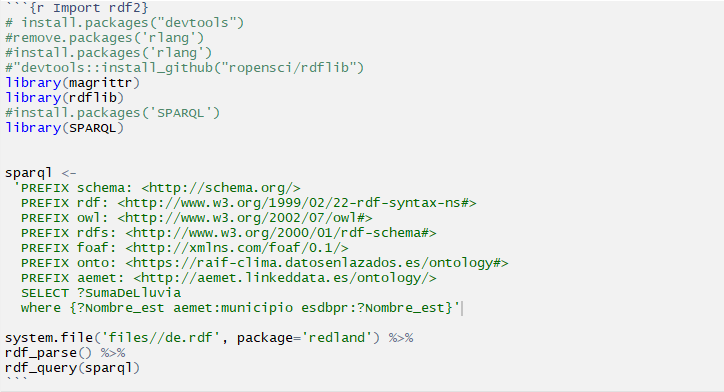 ```{r Import rdf2}
# install.packages("devtools")
#remove.packages('rlang')
#install.packages('rlang')
#"devtools::install_github("ropensci/rdflib")
library(magrittr)
library(rdflib)
#install.packages('SPARQL')
library(SPARQL)
sparql <-
'PREFIX schema: <http://schema.org/>
PREFIX rdf: <http://www.w3.org/1999/02/22-rdf-syntax-ns#>
PREFIX owl: <http://www.w3.org/2002/07/owl#>
PREFIX rdfs: <http://www.w3.org/2000/01/rdf-schema#>
PREFIX foaf: <http://xmlns.com/foaf/0.1/>
PREFIX onto: <https://raif-clima.datosenlazados.es/ontology#>
PREFIX aemet: <http://aemet.linkeddata.es/ontology/>
SELECT ?SumaDeLluvia
where {?Nombre_est aemet:municipio esdbpr:?Nombre_est}'
system.file('files//de.rdf', package='redland') %>%
rdf_parse() %>%
rdf_query(sparql)
```